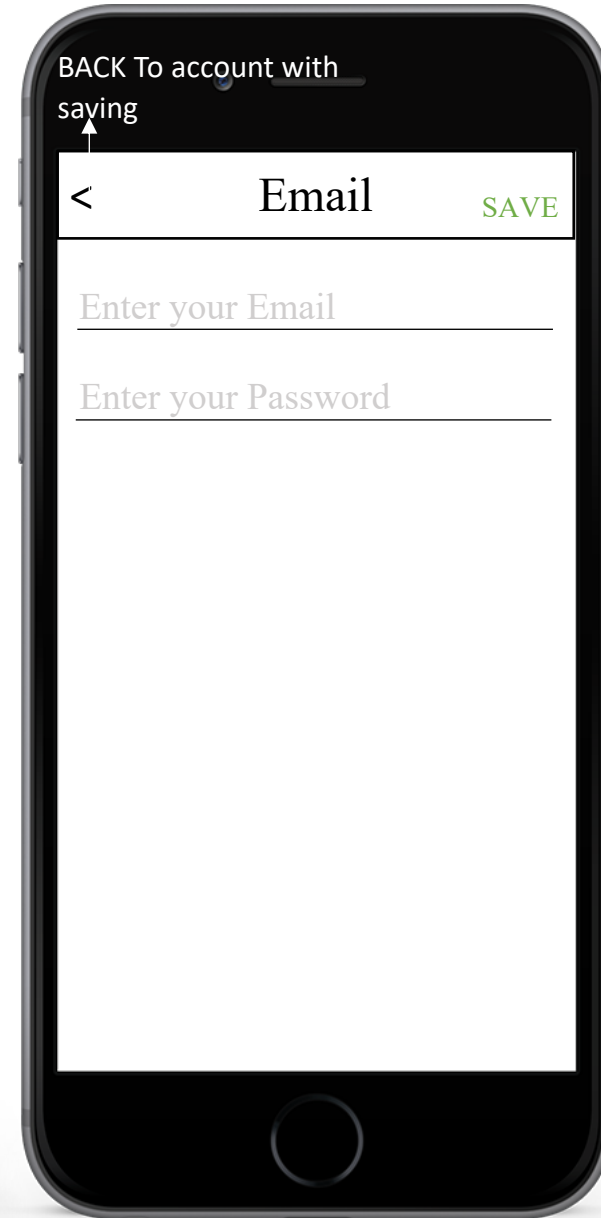 BACK To account with
saving
< Email SAVE
Enter your Email
Enter your Password